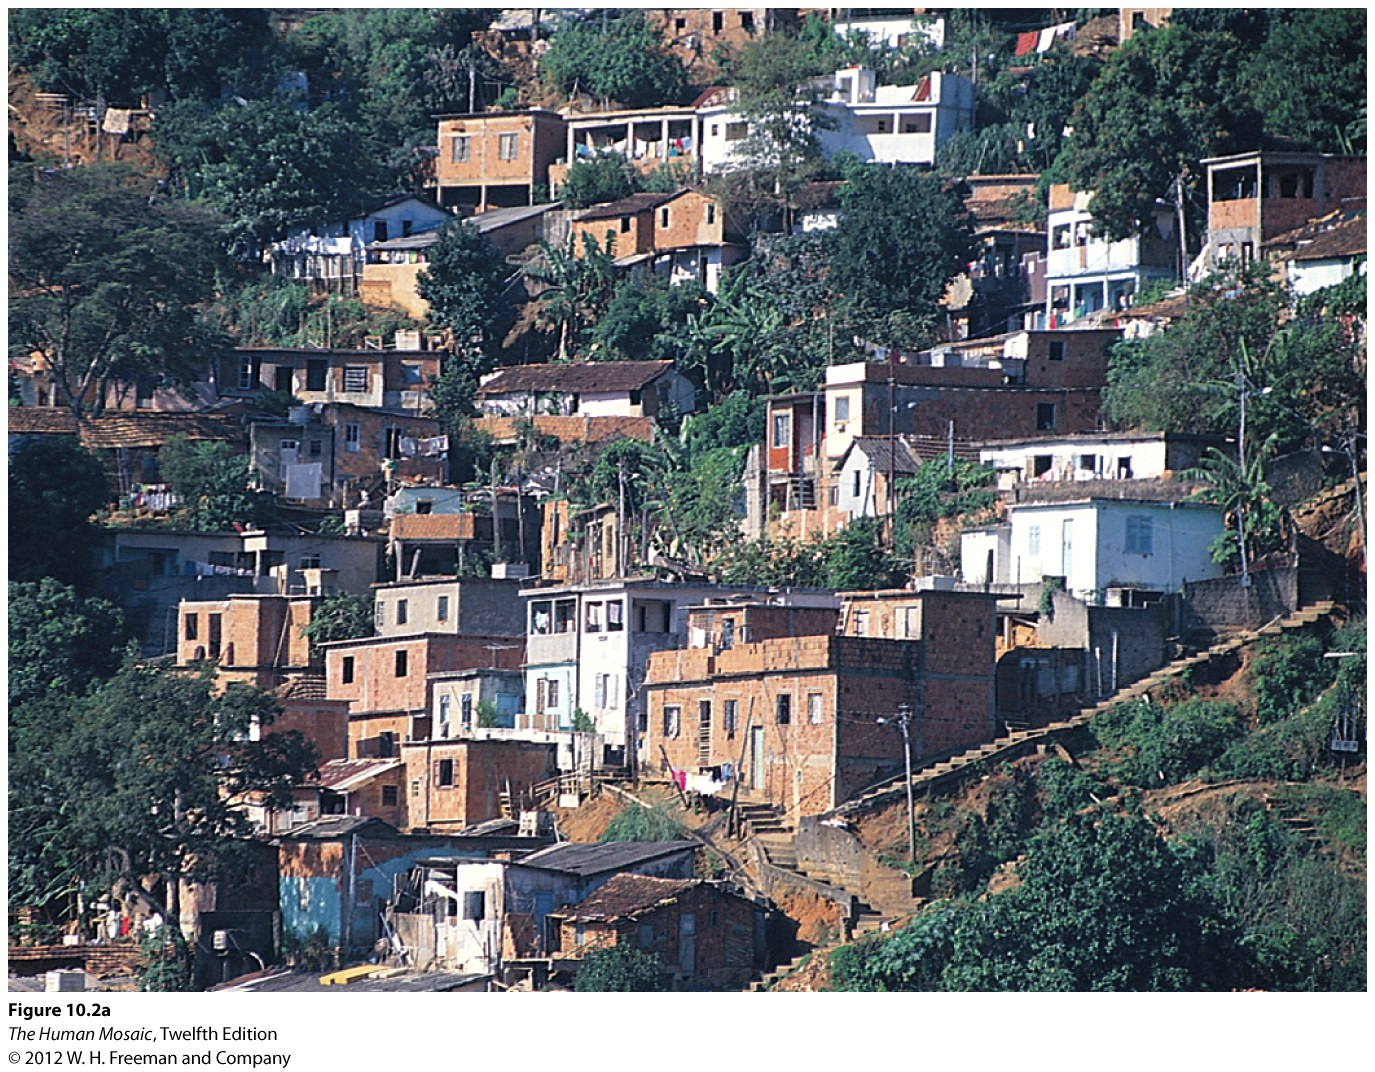 Figure 10.2a
The Human Mosaic, Twelfth Edition
© 2012 W. H. Freeman and Company